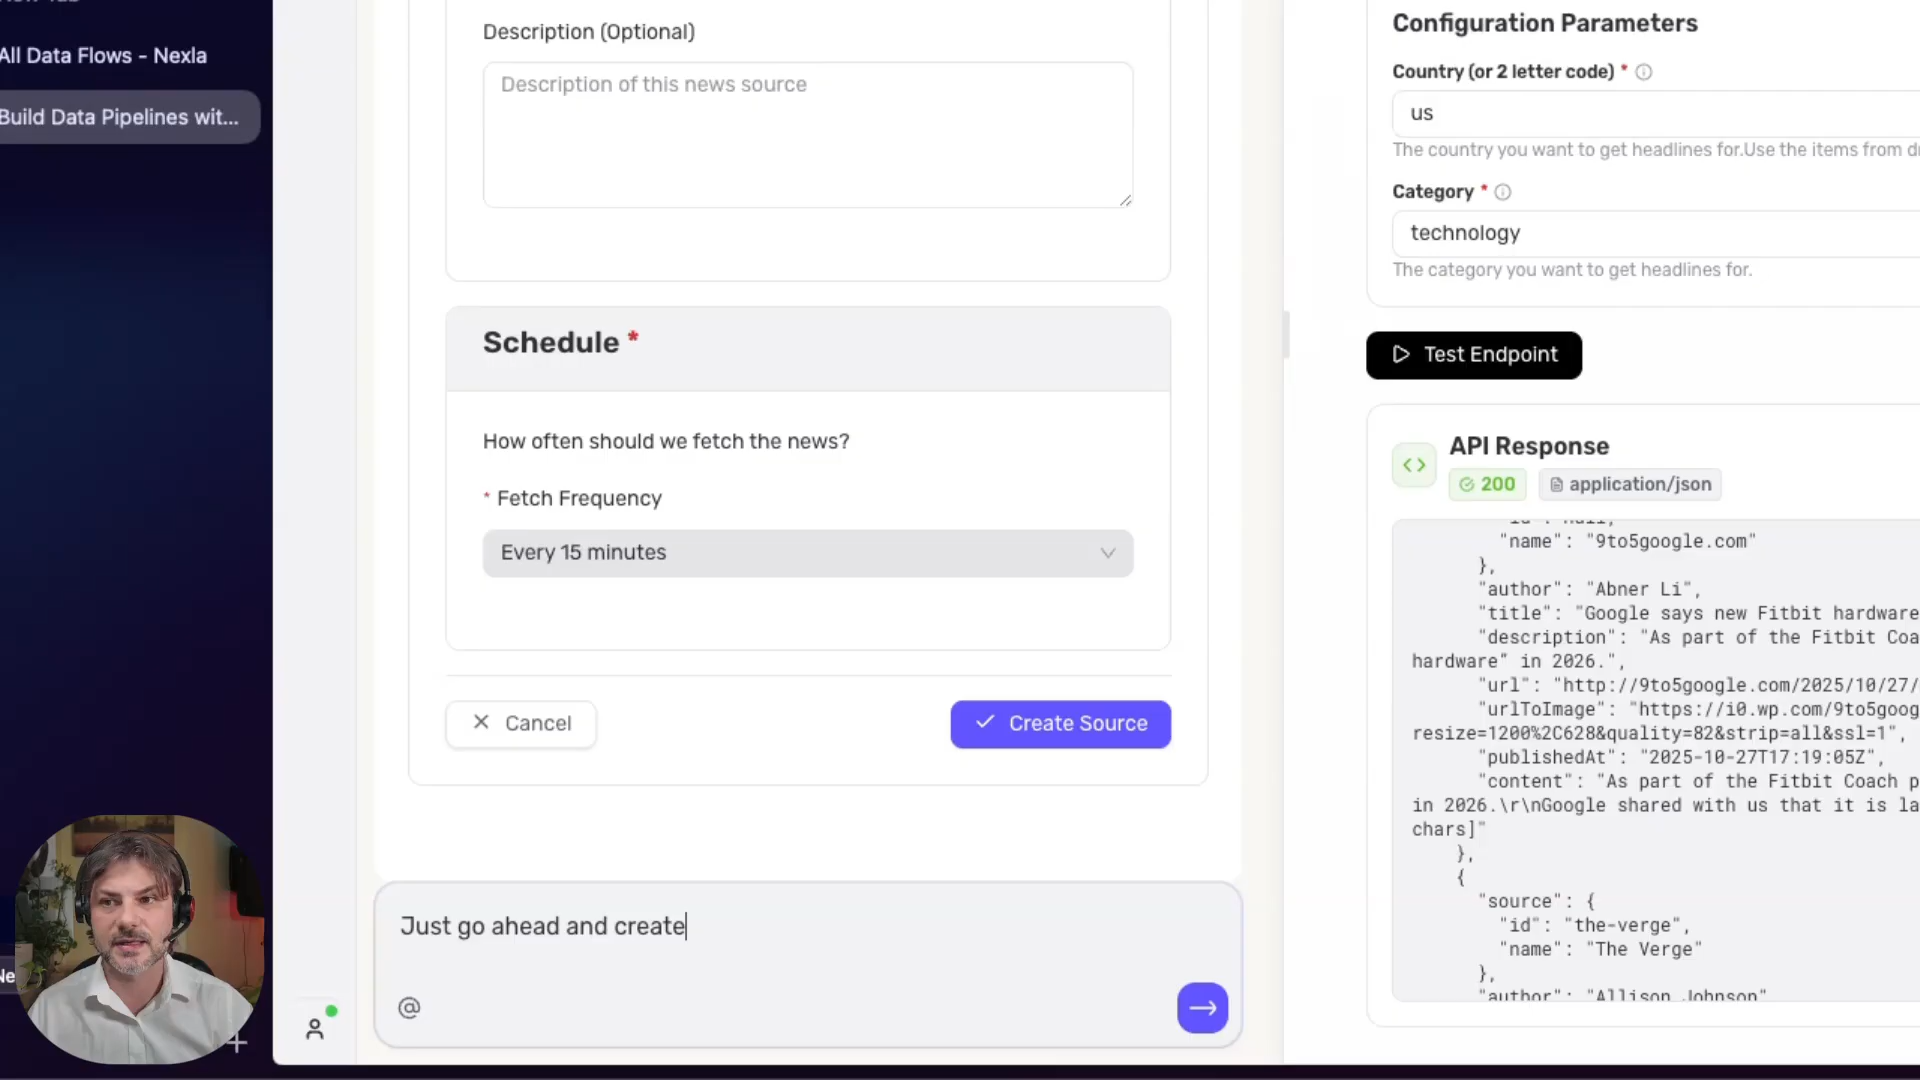 All Data Flows - Nexla
Build Data Pipelines wit...
Description (Optional)
Description of this news source
Schedule *
How often should we fetch the news?
* Fetch Frequency
Every 15 minutes
Cancel
Create Source
Just go ahead and create
@
Configuration Parameters
Country (or 2 letter code) *
us
The country you want to get headlines for.Use the items from
Category *
technology
The category you want to get headlines for.
Test Endpoint
API Response
200
application/json
"name": "9to5google.com"
},
"author": "Abner Li",
"title": "Google says new Fitbit hardware
"description": "As part of the Fitbit Coa
hardware" in 2026.",
"url": "http://9to5google.com/2025/10/27/
"urlToImage": "https://i0.wp.com/9to5goog
resize=1200%2C628&quality=82&strip=all&ssl=1",
"publishedAt": "2025-10-27T17:19:05Z",
"content": "As part of the Fitbit Coach p
in 2026.\r\nGoogle shared with us that it is la
chars]"
},
{
"source": {
"id": "the-verge",
"name": "The Verge"
},
"author": "Allison Johnson"